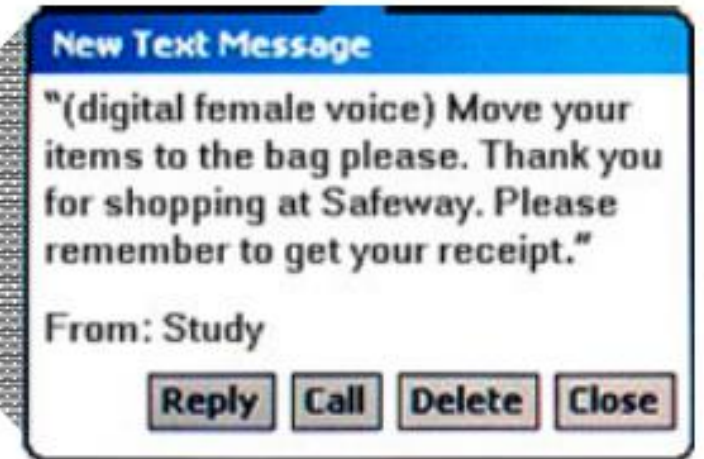 New Text Message
"(digital female voice) Move your
items to the bag please. Thank you
for shopping at Safeway. Please
remember to get your receipt."
From: Study
Reply Call Delete Close